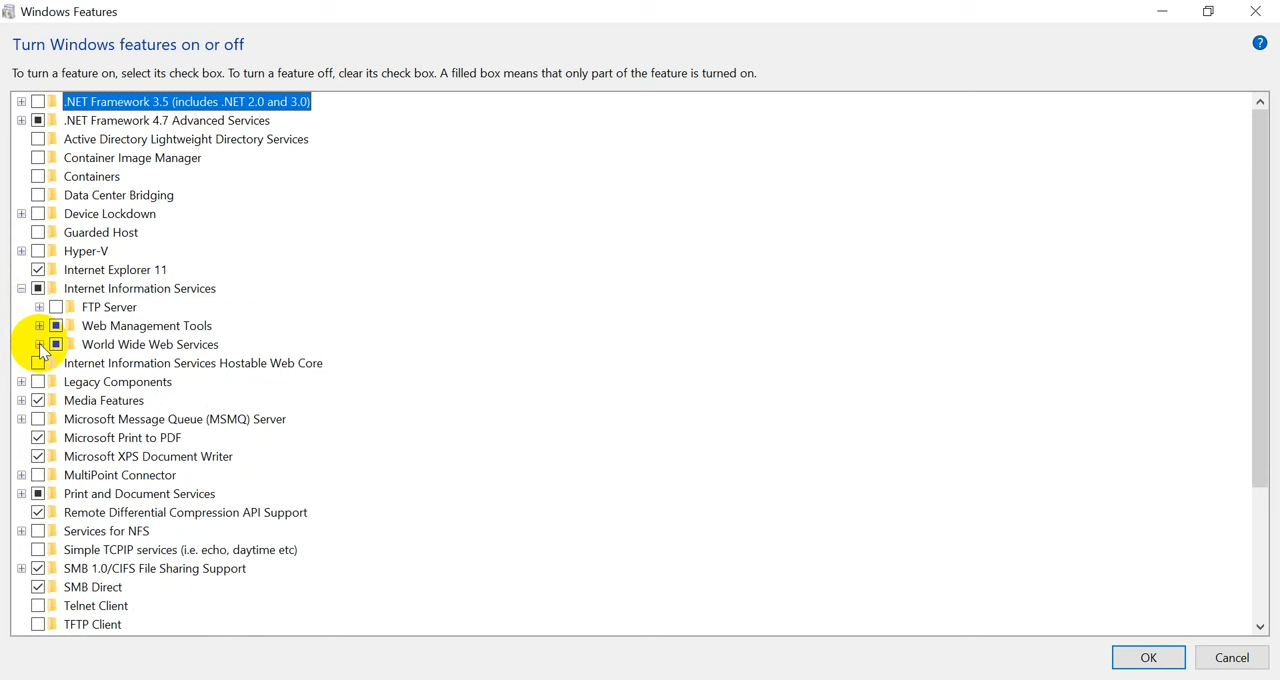 Windows Features
Turn Windows features on or off
?
To turn a feature on, select its check box. To turn a feature off, clear its check box. A filled box means that only part of the feature is turned on.
.NET Framework 3.5 (includes .NET 2.0 and 3.0)
.NET Framework 4.7 Advanced Services
Active Directory Lightweight Directory Services
Container Image Manager
Containers
Data Center Bridging
Device Lockdown
Guarded Host
Hyper-V
Internet Explorer 11
Internet Information Services
FTP Server
Web Management Tools
World Wide Web Services
Internet Information Services Hostable Web Core
Legacy Components
Media Features
Microsoft Message Queue (MSMQ) Server
Microsoft Print to PDF
Microsoft XPS Document Writer
MultiPoint Connector
Print and Document Services
Remote Differential Compression API Support
Services for NFS
Simple TCPIP services (i.e. echo, daytime etc)
SMB 1.0/CIFS File Sharing Support
SMB Direct
Telnet Client
TFTP Client
OK Cancel